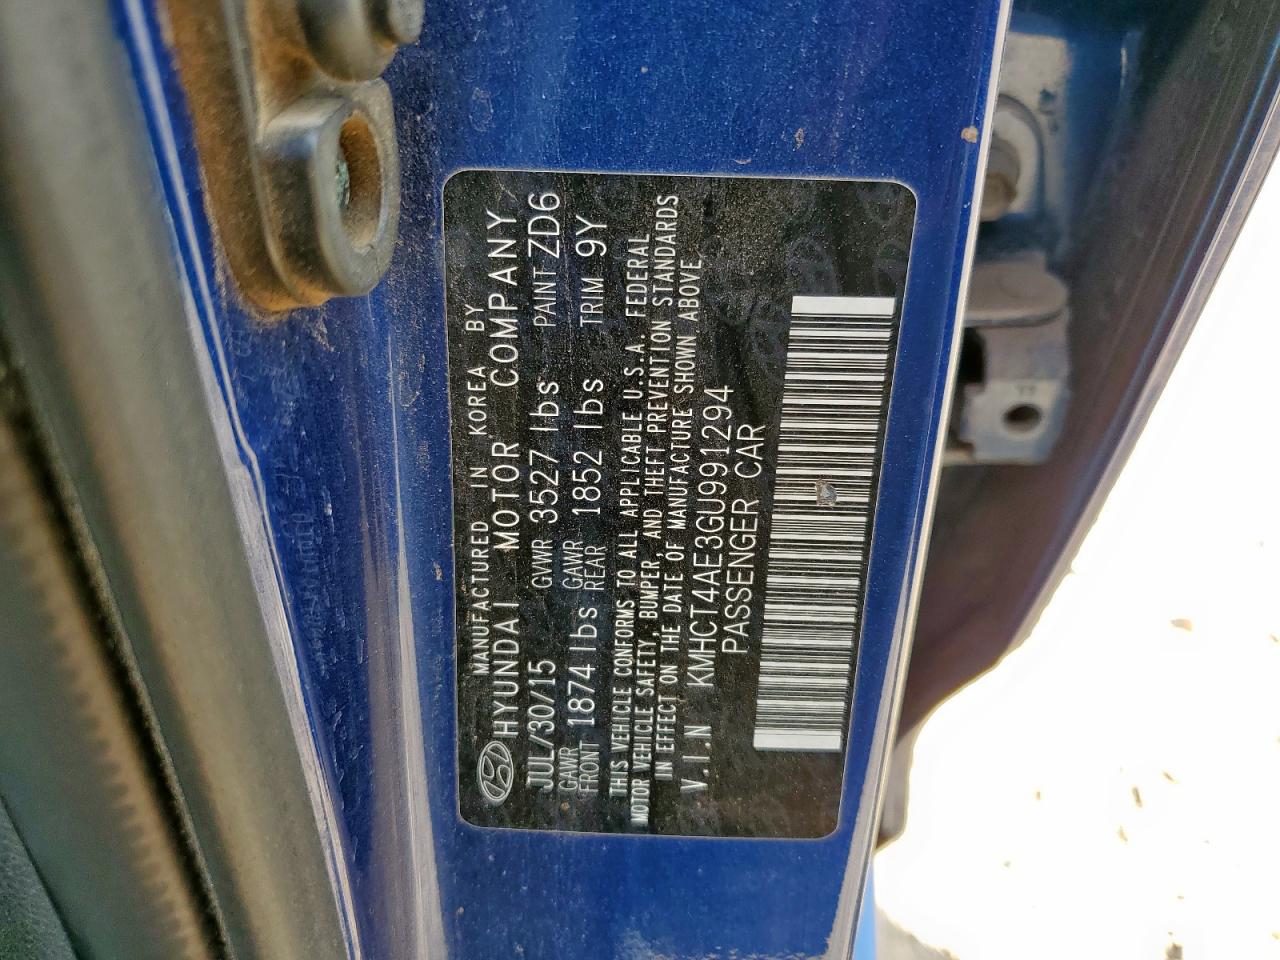 MANUFACTURED IN KOREA BY
HYUNDAI MOTOR COMPANY
JUL/30/15 GVWR 3527 lbs PAINT ZD6
GAWR FRONT 1874 lbs GAWR REAR 1852 lbs TRIM 9Y
THIS VEHICLE CONFORMS TO ALL APPLICABLE U.S.A. FEDERAL
MOTOR VEHICLE SAFETY, BUMPER, AND THEFT PREVENTION STANDARDS
IN EFFECT ON THE DATE OF MANUFACTURE SHOWN ABOVE.
V.I.N KMHCT4AE3GU991294
PASSENGER CAR